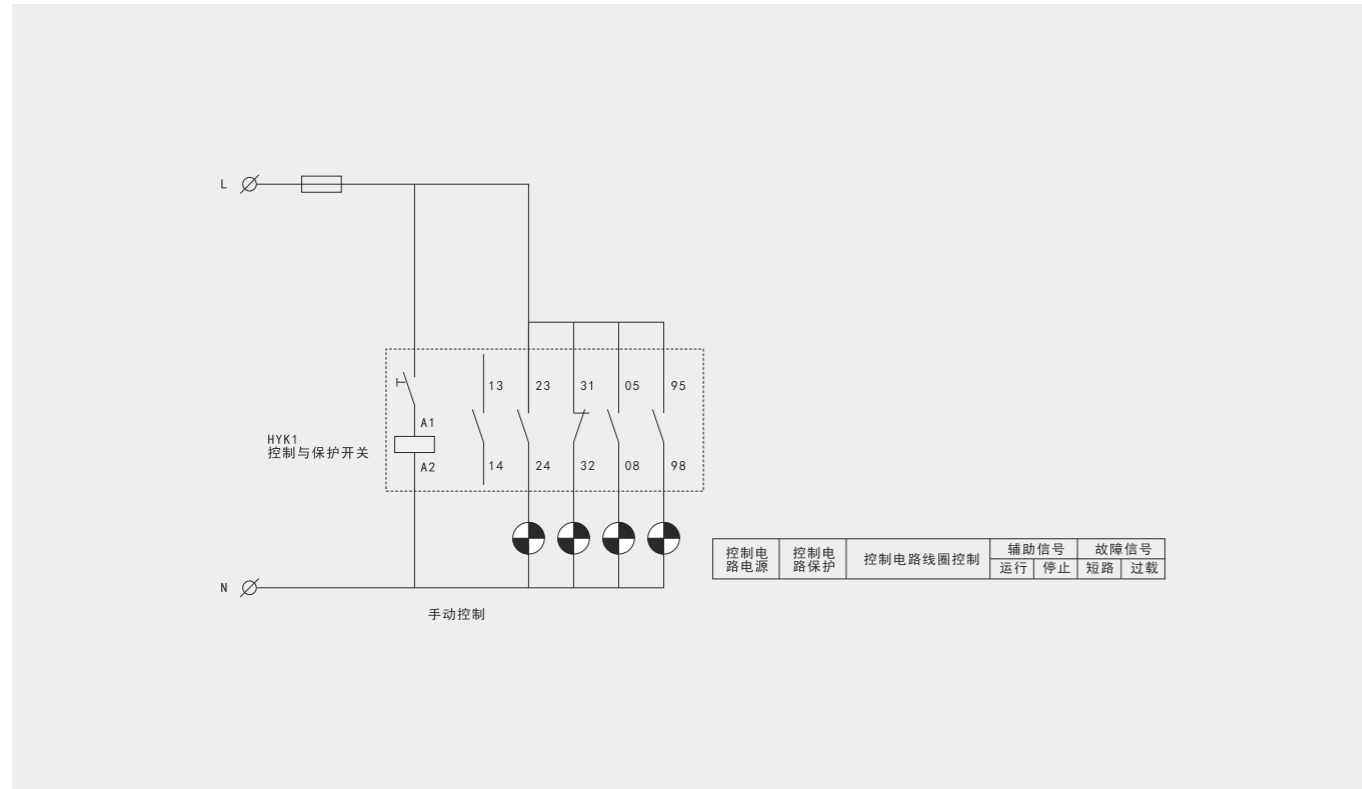 L
13 23 31 05 95
A1
HYK1
控制与保护开关
A2 14 24 32 08 98
控制电路电源 控制电路保护 控制电路线圈控制 辅助信号 故障信号
运行 停止 短路 过载
N
手动控制